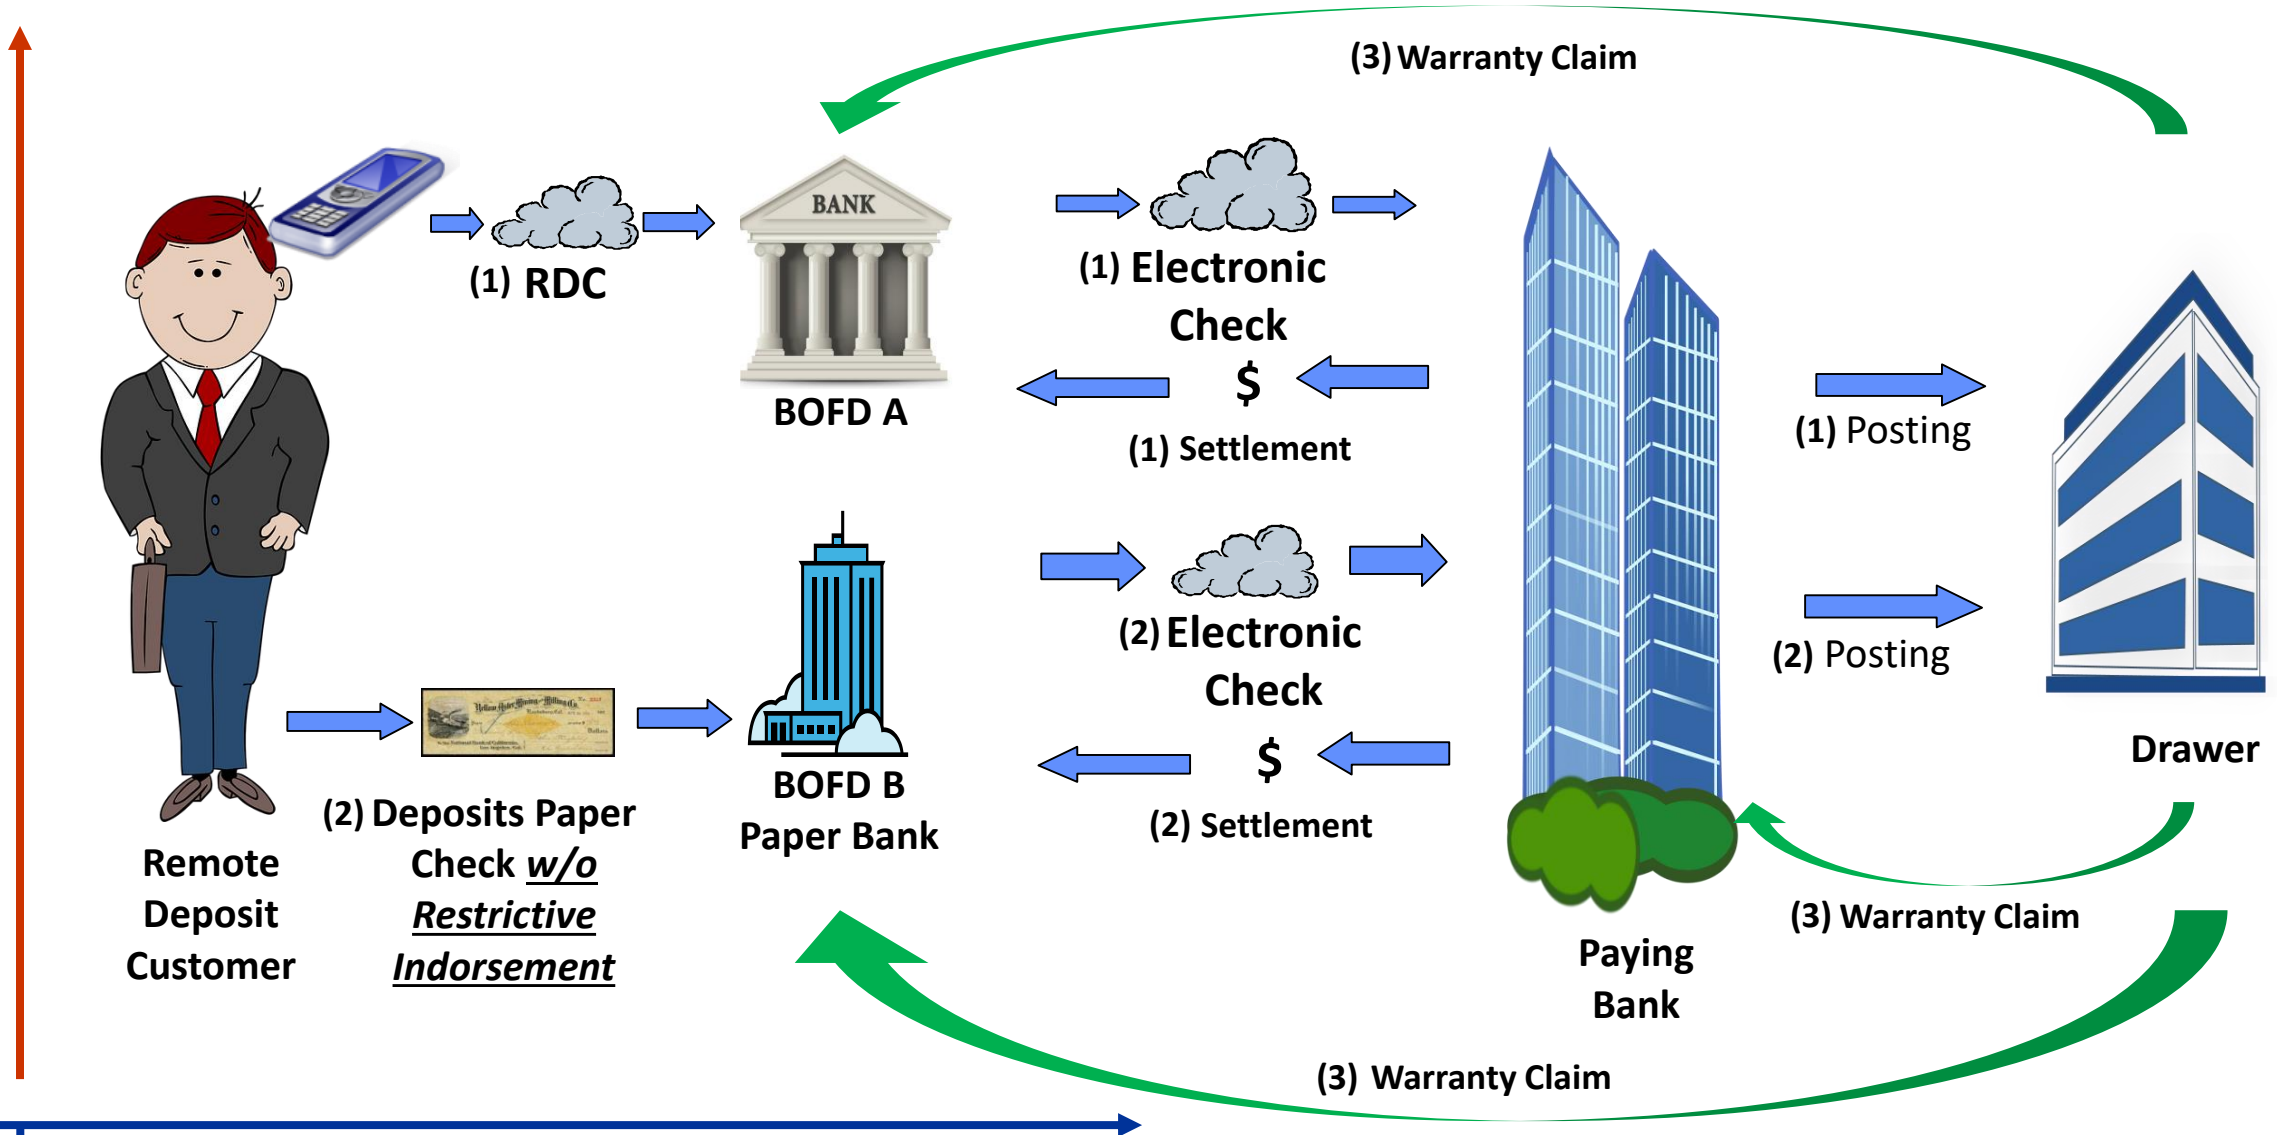 (3) Warranty Claim
BANK
(1) RDC
(1) Electronic
Check
$
BOFD A
(1) Settlement
(1) Posting
(2) Electronic
Check
(2) Posting
$
BOFD B
Paper Bank
(2) Settlement
Drawer
(2) Deposits Paper
Check w/o
Restrictive
Indorsement
Remote
Deposit
Customer
(3) Warranty Claim
Paying
Bank
(3) Warranty Claim